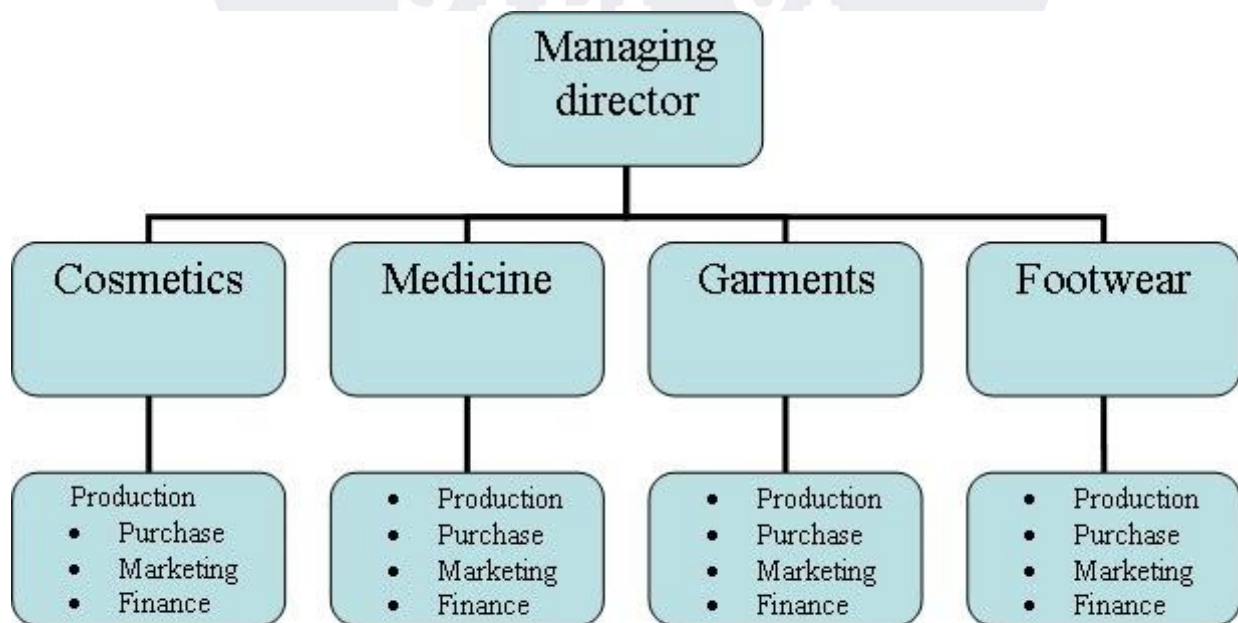 Managing
director
Cosmetics
Medicine
Garments
Footwear
Production
• Purchase
• Marketing
• Finance
• Production
• Purchase
• Marketing
• Finance
• Production
• Purchase
• Marketing
• Finance
• Production
• Purchase
• Marketing
• Finance